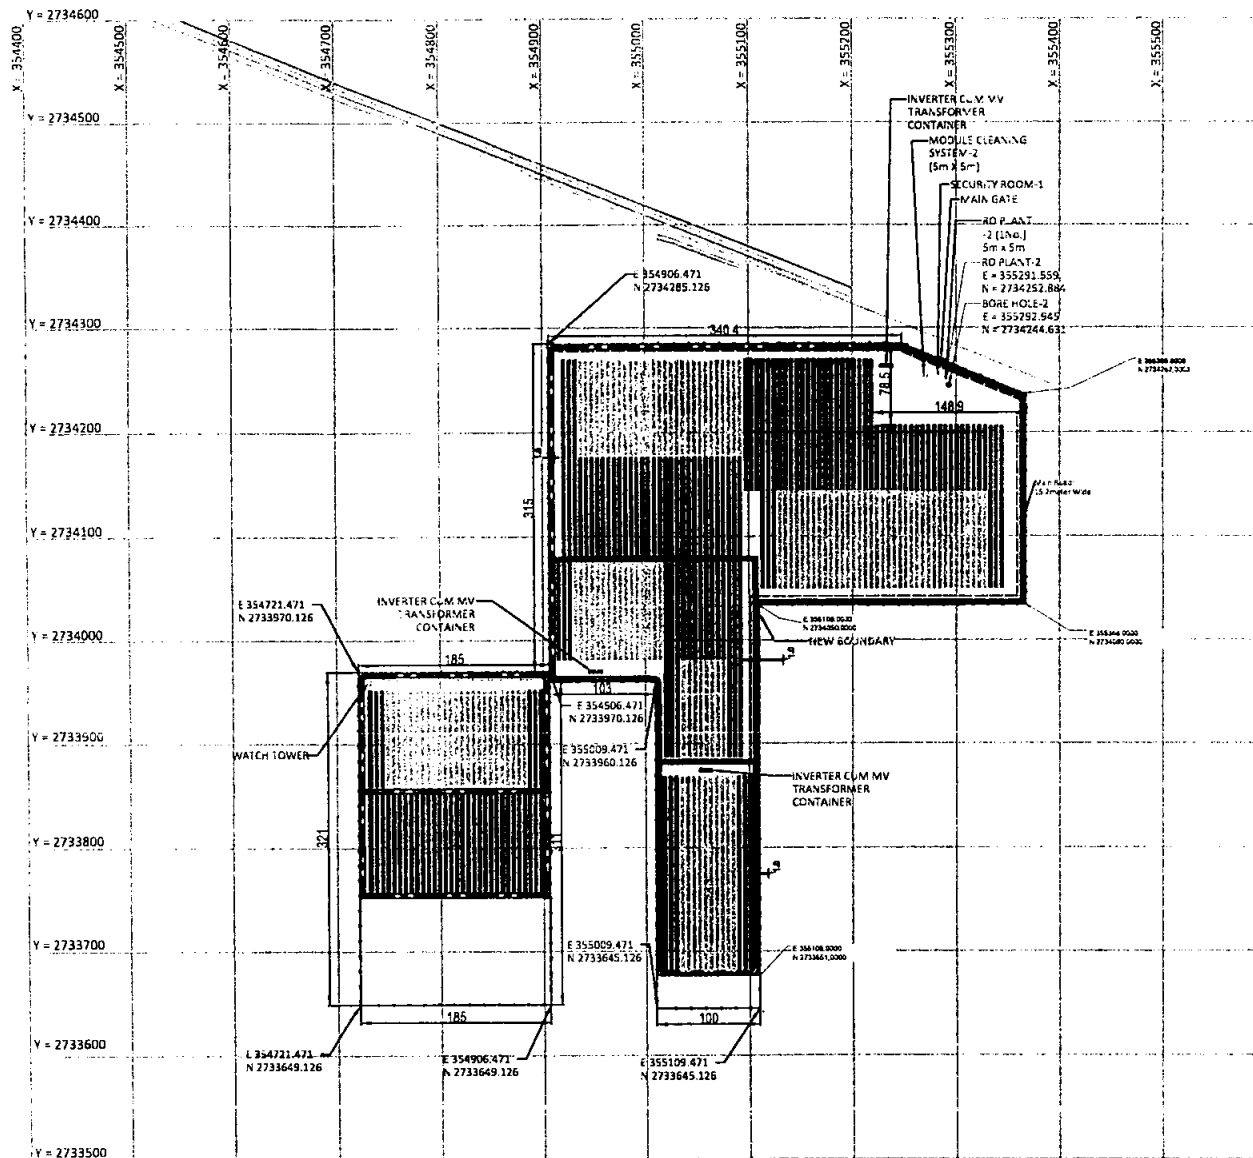 Y = 2734600
X = 354400
X = 354500
X = 354600
X = 354700
X = 354800
X = 354900
X = 355000
X = 355100
X = 355200
X = 355300
X = 355400
X = 355500
Y = 2734500
Y = 2734400
Y = 2734300
Y = 2734200
Y = 2734100
Y = 2734000
Y = 2733900
Y = 2733800
Y = 2733700
Y = 2733600
Y = 2733500
INVERTER CUM MV
TRANSFORMER
CONTAINER
MODULE CLEANING
SYSTEM-2
(5m X 5m)
SECURITY ROOM-1
MAIN GATE
RO PLANT
-2 (1No.)
5m x 5m
RO PLANT-2
E = 355291.559
N = 2734252.884
BORE HOLE-2
E = 355292.945
N = 2734244.631
E 354906.471
N 2734285.126
340.4
78.5
148.9
315
Main Road
15.2meter Wide
E 354721.471
N 2733970.126
INVERTER CUM MV
TRANSFORMER
CONTAINER
NEW BOUNDARY
185
103
E 354506.471
N 2733970.126
WATCH TOWER
E 355009.471
N 2733960.126
INVERTER CUM MV
TRANSFORMER
CONTAINER
321
311
E 355009.471
N 2733645.126
E 355109.0000
N 2733661.0000
185
100
E 354721.471
N 2733649.126
E 354906.471
N 2733649.126
E 355109.471
N 2733645.126